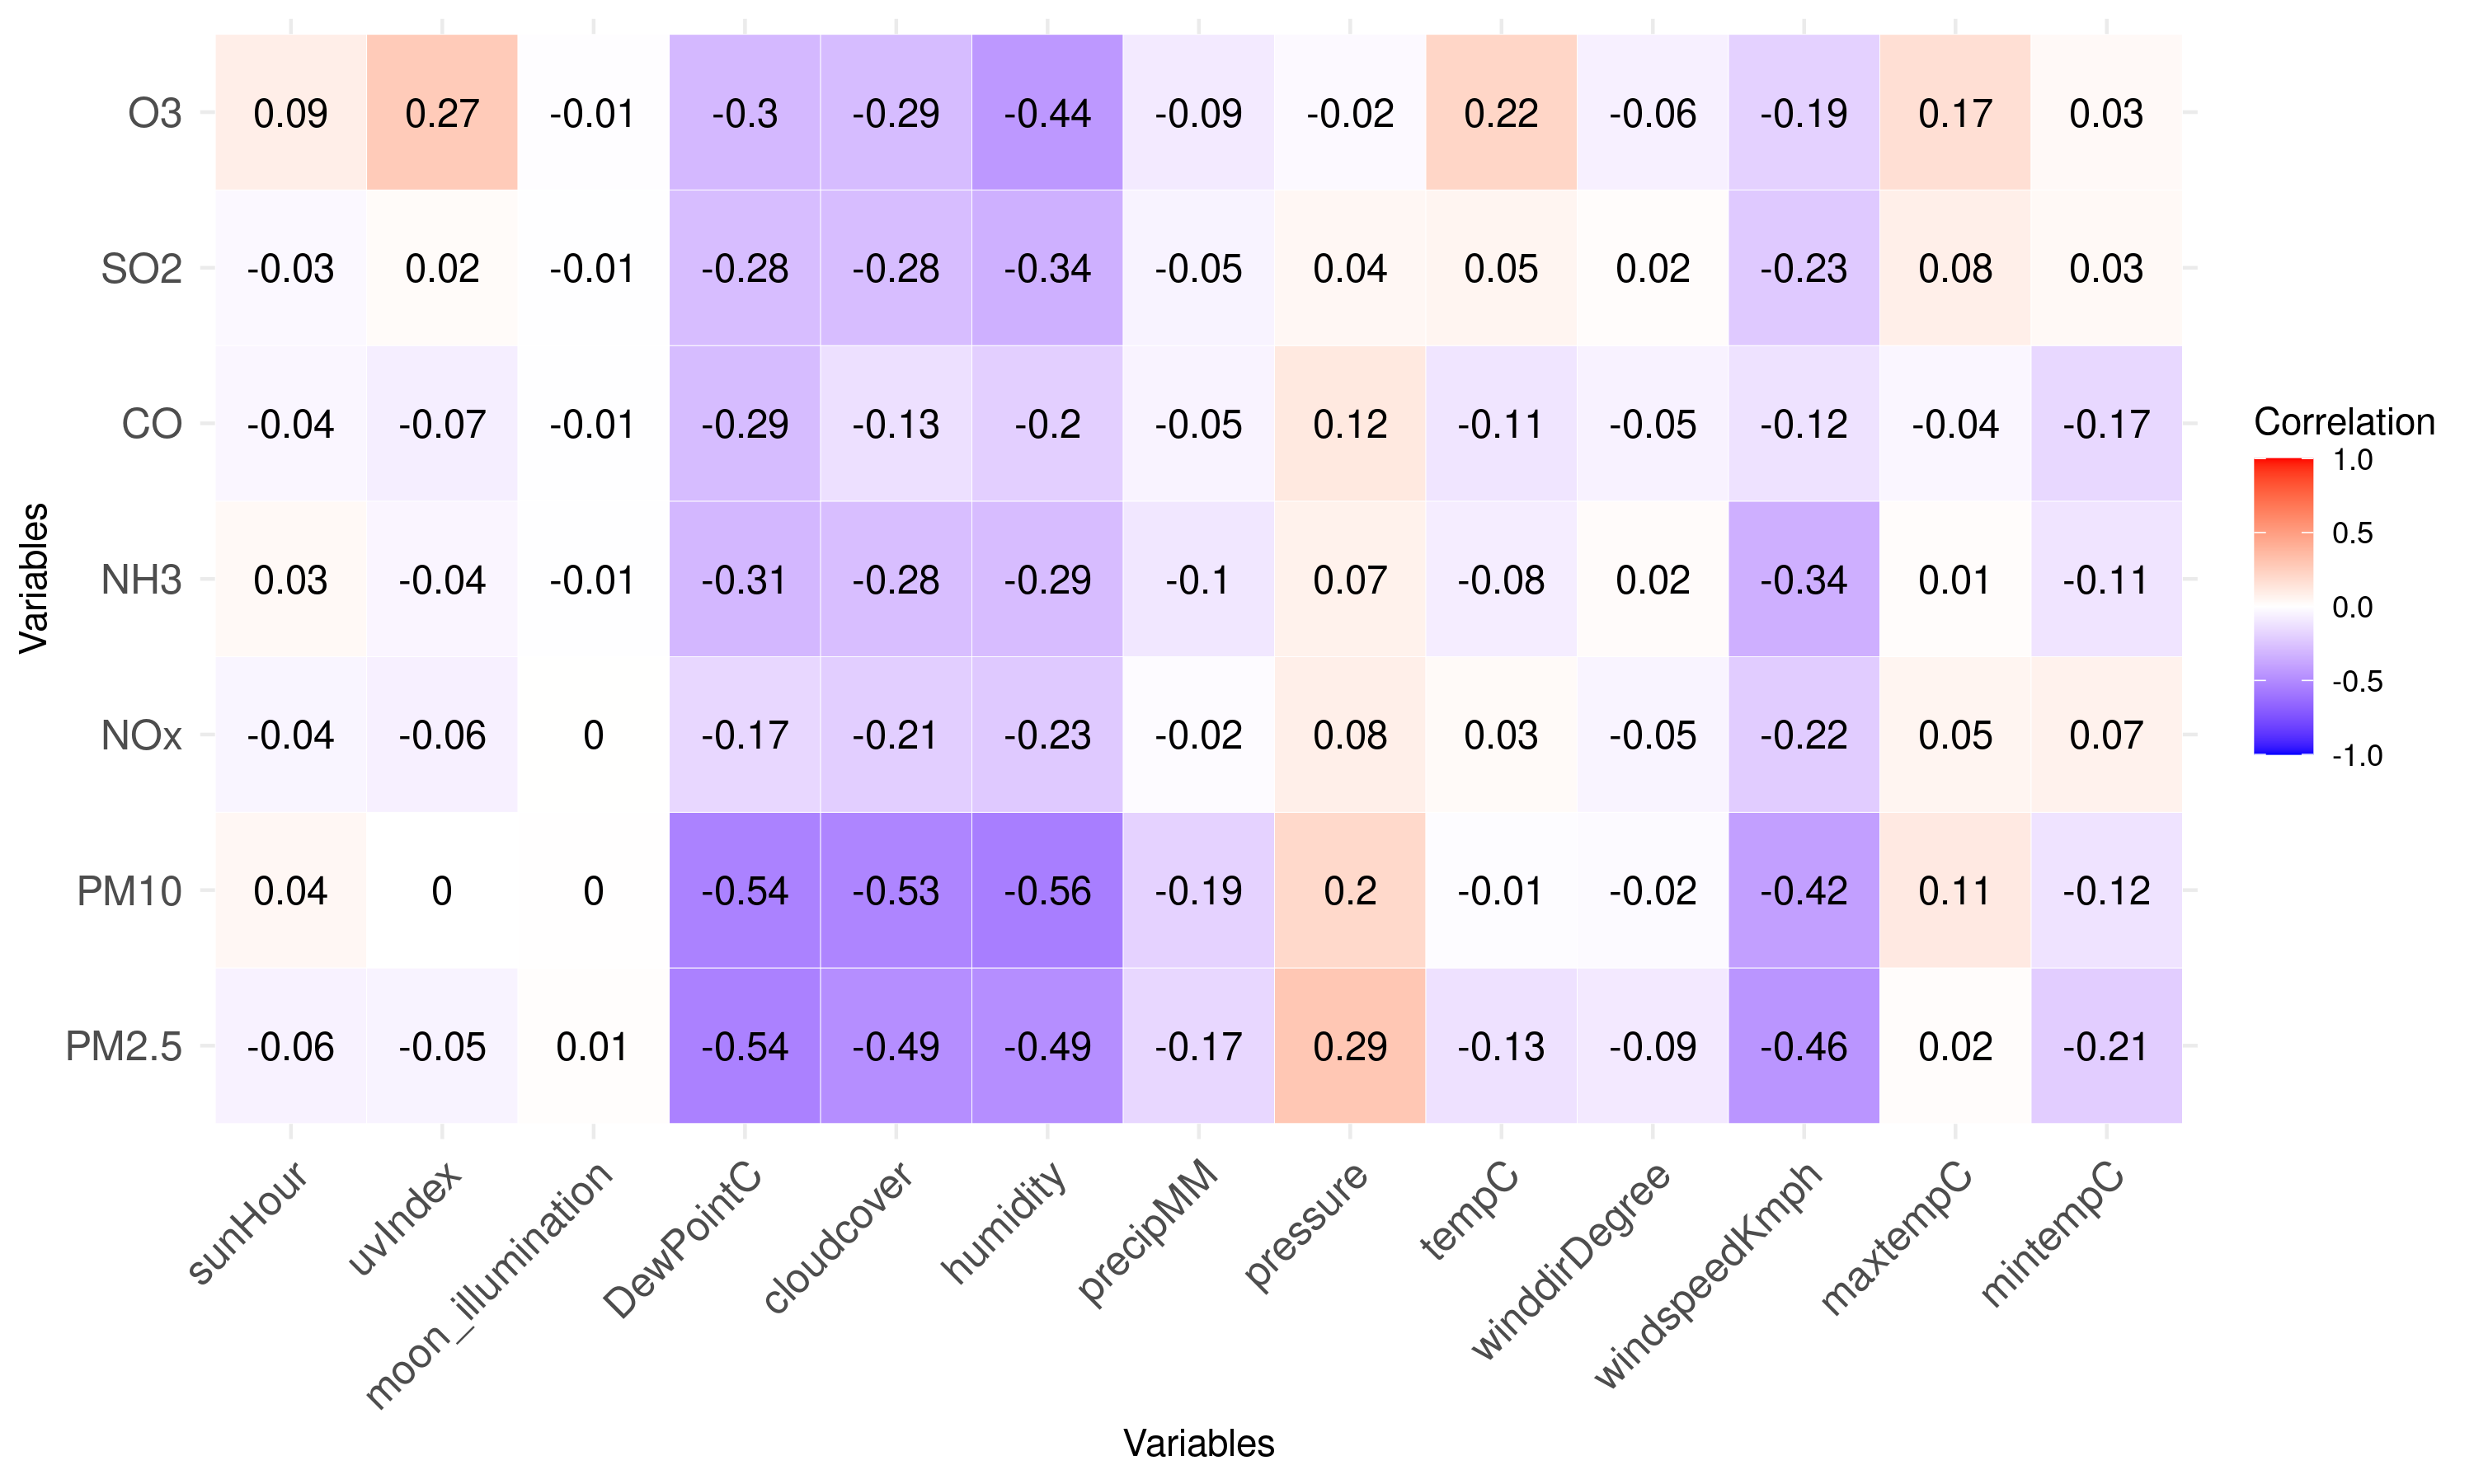 O3 0.09 0.27 -0.01 -0.3 -0.29 -0.44 -0.09 -0.02 0.22 -0.06 -0.19 0.17 0.03
SO2 -0.03 0.02 -0.01 -0.28 -0.28 -0.34 -0.05 0.04 0.05 0.02 -0.23 0.08 0.03
CO -0.04 -0.07 -0.01 -0.29 -0.13 -0.2 -0.05 0.12 -0.11 -0.05 -0.12 -0.04 -0.17
NH3 0.03 -0.04 -0.01 -0.31 -0.28 -0.29 -0.1 0.07 -0.08 0.02 -0.34 0.01 -0.11
NOx -0.04 -0.06 0 -0.17 -0.21 -0.23 -0.02 0.08 0.03 -0.05 -0.22 0.05 0.07
PM10 0.04 0 0 -0.54 -0.53 -0.56 -0.19 0.2 -0.01 -0.02 -0.42 0.11 -0.12
PM2.5 -0.06 -0.05 0.01 -0.54 -0.49 -0.49 -0.17 0.29 -0.13 -0.09 -0.46 0.02 -0.21
sunHour uvIndex moon_illumination DewPointC cloudcover humidity precipMM pressure tempC winddirDegree windspeedKmph maxtempC mintempC
Variables
Variables
Correlation
1.0
0.5
0.0
-0.5
-1.0